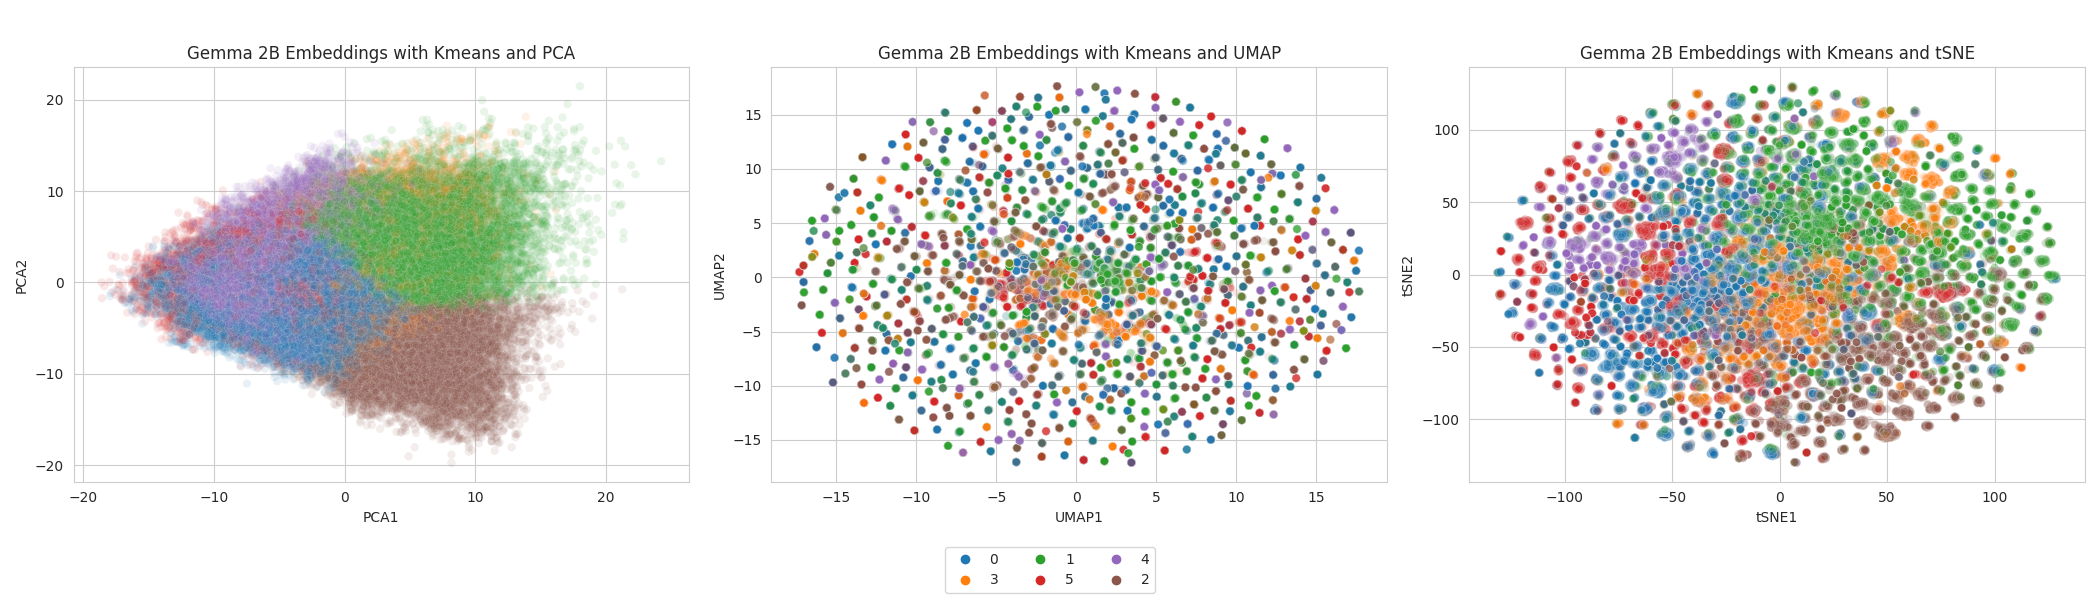 Gemma 2B Embeddings with Kmeans and PCA
20
10
0
−10
−20
PCA2
−20 −10 0 10 20
PCA1
Gemma 2B Embeddings with Kmeans and UMAP
15
10
5
0
−5
−10
−15
UMAP2
−15 −10 −5 0 5 10 15
UMAP1
Gemma 2B Embeddings with Kmeans and tSNE
100
50
0
−50
−100
tSNE2
−100 −50 0 50 100
tSNE1
0 1 4
3 5 2